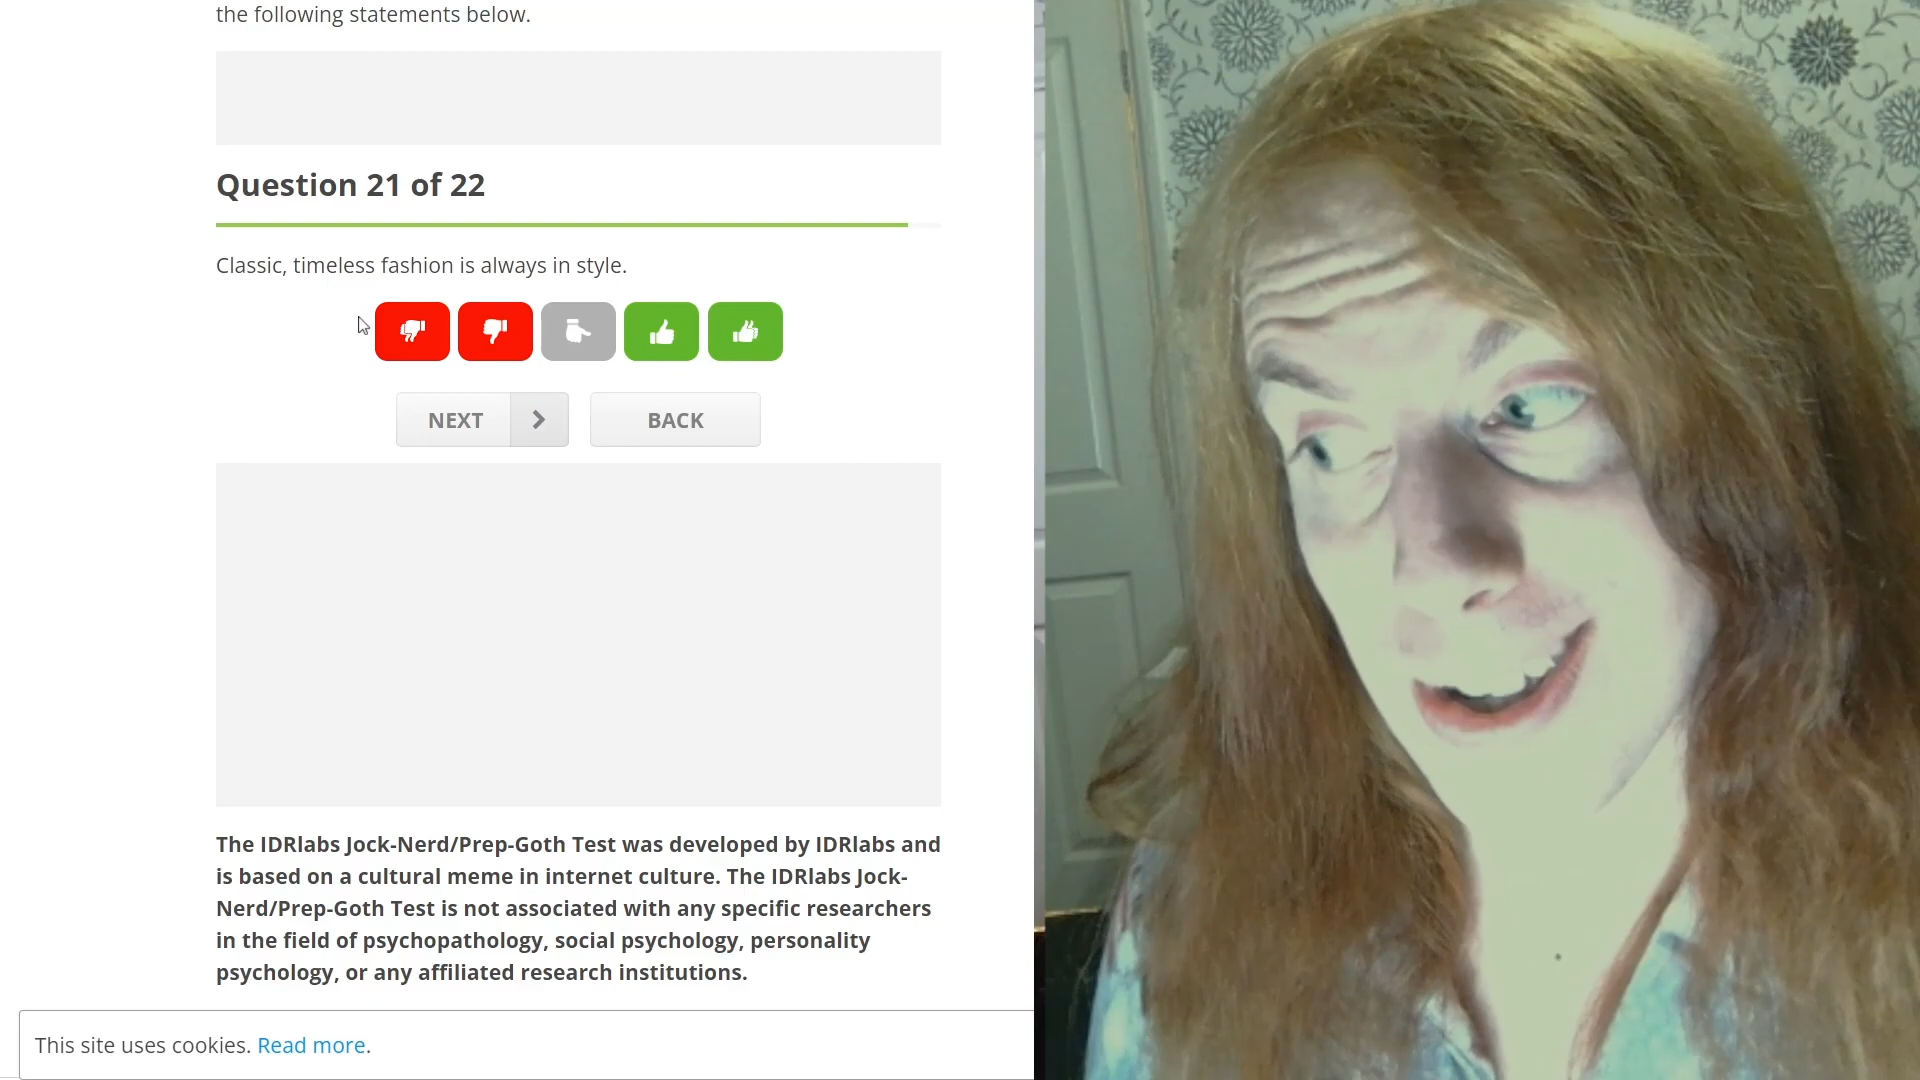 the following statements below.
Question 21 of 22
Classic, timeless fashion is always in style.
NEXT
BACK
The IDRlabs Jock-Nerd/Prep-Goth Test was developed by IDRlabs and
is based on a cultural meme in internet culture. The IDRlabs Jock-
Nerd/Prep-Goth Test is not associated with any specific researchers
in the field of psychopathology, social psychology, personality
psychology, or any affiliated research institutions.
This site uses cookies. Read more.